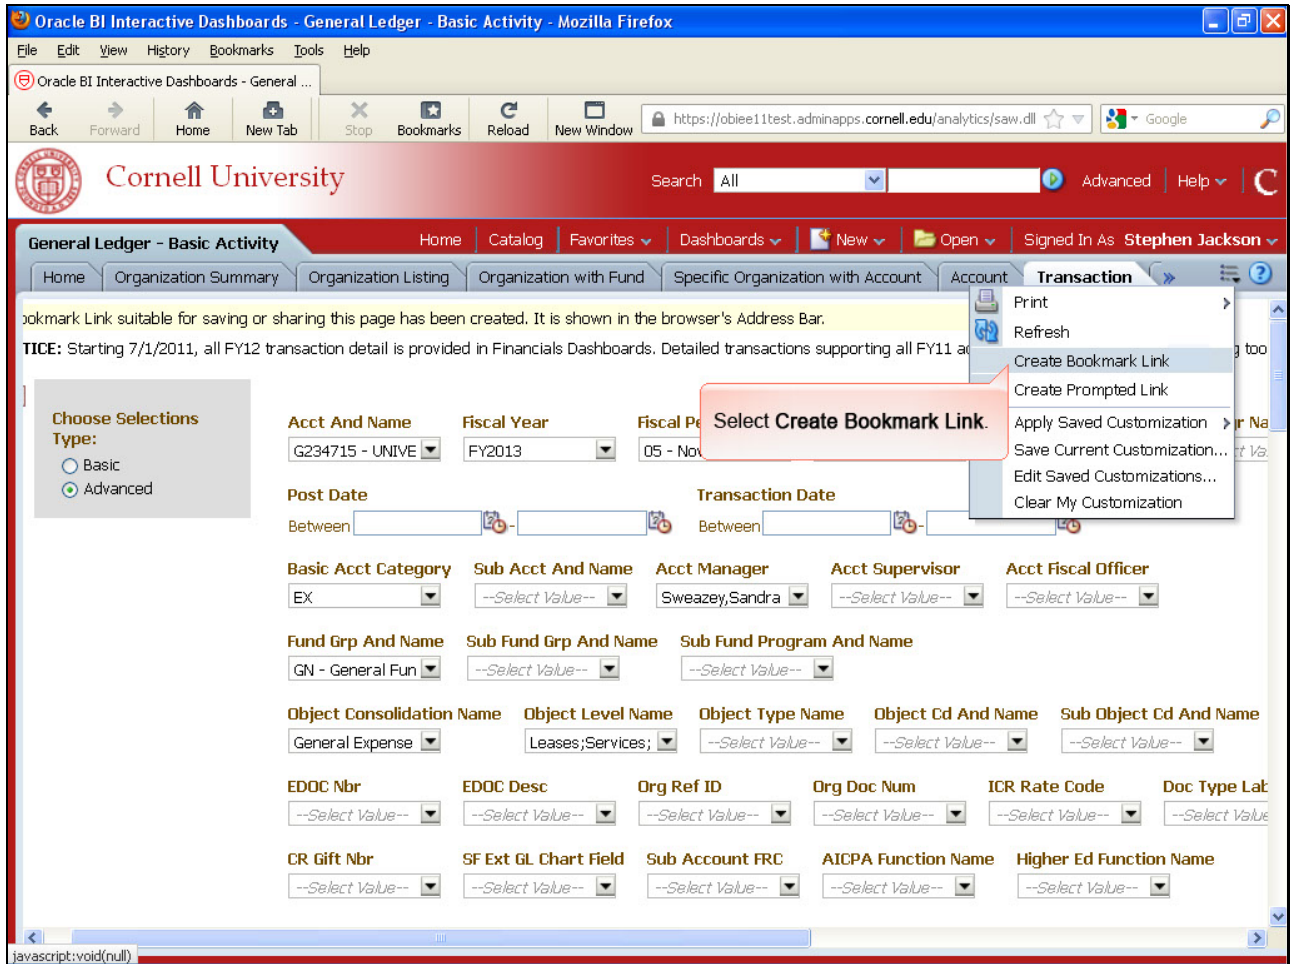 Oracle BI Interactive Dashboards - General Ledger - Basic Activity - Mozilla Firefox
File Edit View History Bookmarks Tools Help
Oracle BI Interactive Dashboards - General ...
Back Forward Home New Tab Stop Bookmarks Reload New Window https://obiee11test.adminapps.cornell.edu/analytics/saw.dll Google
Cornell University Search All Advanced Help C
General Ledger - Basic Activity Home Catalog Favorites Dashboards New Open Signed In As Stephen Jackson
Home Organization Summary Organization Listing Organization with Fund Specific Organization with Account Account Transaction » ?
Print
ookmark Link suitable for saving or sharing this page has been created. It is shown in the browser's Address Bar.
Refresh
TICE: Starting 7/1/2011, all FY12 transaction detail is provided in Financials Dashboards. Detailed transactions supporting all FY11 ac g too
Create Bookmark Link
Create Prompted Link
Select Create Bookmark Link.
Apply Saved Customization
Save Current Customization...
Edit Saved Customizations...
Clear My Customization
Choose Selections
Type:
Basic
Advanced
Acct And Name Fiscal Year Fiscal Pe gr Na
G234715 - UNIVE FY2013 05 - Nov ct Va
Post Date Transaction Date
Between - Between -
Basic Acct Category Sub Acct And Name Acct Manager Acct Supervisor Acct Fiscal Officer
EX --Select Value-- Sweazey,Sandra --Select Value-- --Select Value--
Fund Grp And Name Sub Fund Grp And Name Sub Fund Program And Name
GN - General Fun --Select Value-- --Select Value--
Object Consolidation Name Object Level Name Object Type Name Object Cd And Name Sub Object Cd And Name
General Expense Leases;Services; --Select Value-- --Select Value-- --Select Value--
EDOC Nbr EDOC Desc Org Ref ID Org Doc Num ICR Rate Code Doc Type Lab
--Select Value-- --Select Value-- --Select Value-- --Select Value-- --Select Value-- --Select Value
CR Gift Nbr SF Ext GL Chart Field Sub Account FRC AICPA Function Name Higher Ed Function Name
--Select Value-- --Select Value-- --Select Value-- --Select Value-- --Select Value--
javascript:void(null)